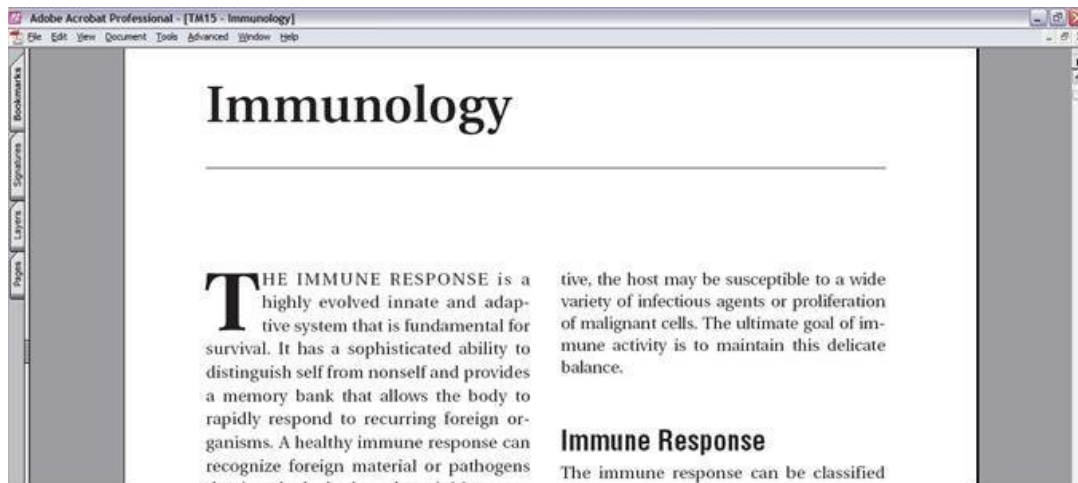 Adobe Acrobat Professional - [TM15 - Immunology]
File Edit View Document Tools Advanced Window Help
Bookmarks
Signatures
Layers
Pages
Immunology
THE IMMUNE RESPONSE is a
highly evolved innate and adap-
tive system that is fundamental for
survival. It has a sophisticated ability to
distinguish self from nonself and provides
a memory bank that allows the body to
rapidly respond to recurring foreign or-
ganisms. A healthy immune response can
recognize foreign material or pathogens
tive, the host may be susceptible to a wide
variety of infectious agents or proliferation
of malignant cells. The ultimate goal of im-
mune activity is to maintain this delicate
balance.
Immune Response
The immune response can be classified